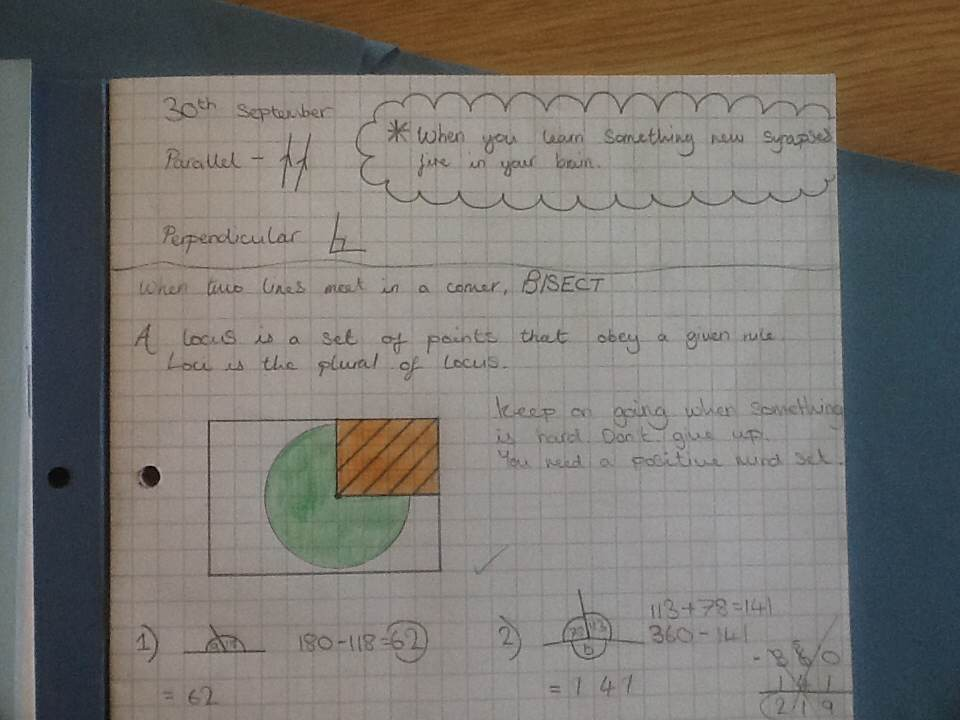 30th September
* When you learn something new synapses
fire in your brain.
Parallel -
Perpendicular
When two lines meet in a corner, BISECT
A locus is a set of points that obey a given rule.
Loci is the plural of locus.
Keep on going when something
is hard. Don't give up.
You need a positive mind set.
1) 180-118=62
= 62
2) 113+78=141
360-141
b
= 141
- 360
141
219